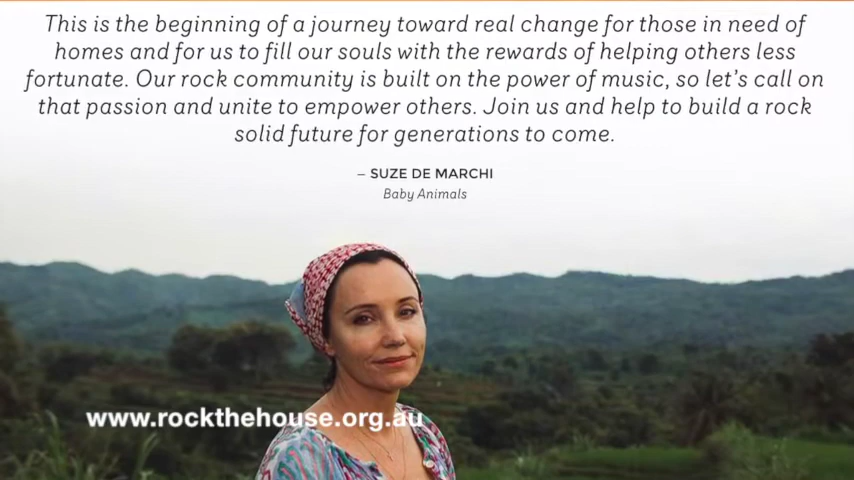 This is the beginning of a journey toward real change for those in need of
homes and for us to fill our souls with the rewards of helping others less
fortunate. Our rock community is built on the power of music, so let's call on
that passion and unite to empower others. Join us and help to build a rock
solid future for generations to come.
– SUZE DE MARCHI
Baby Animals
www.rockthehouse.org.au